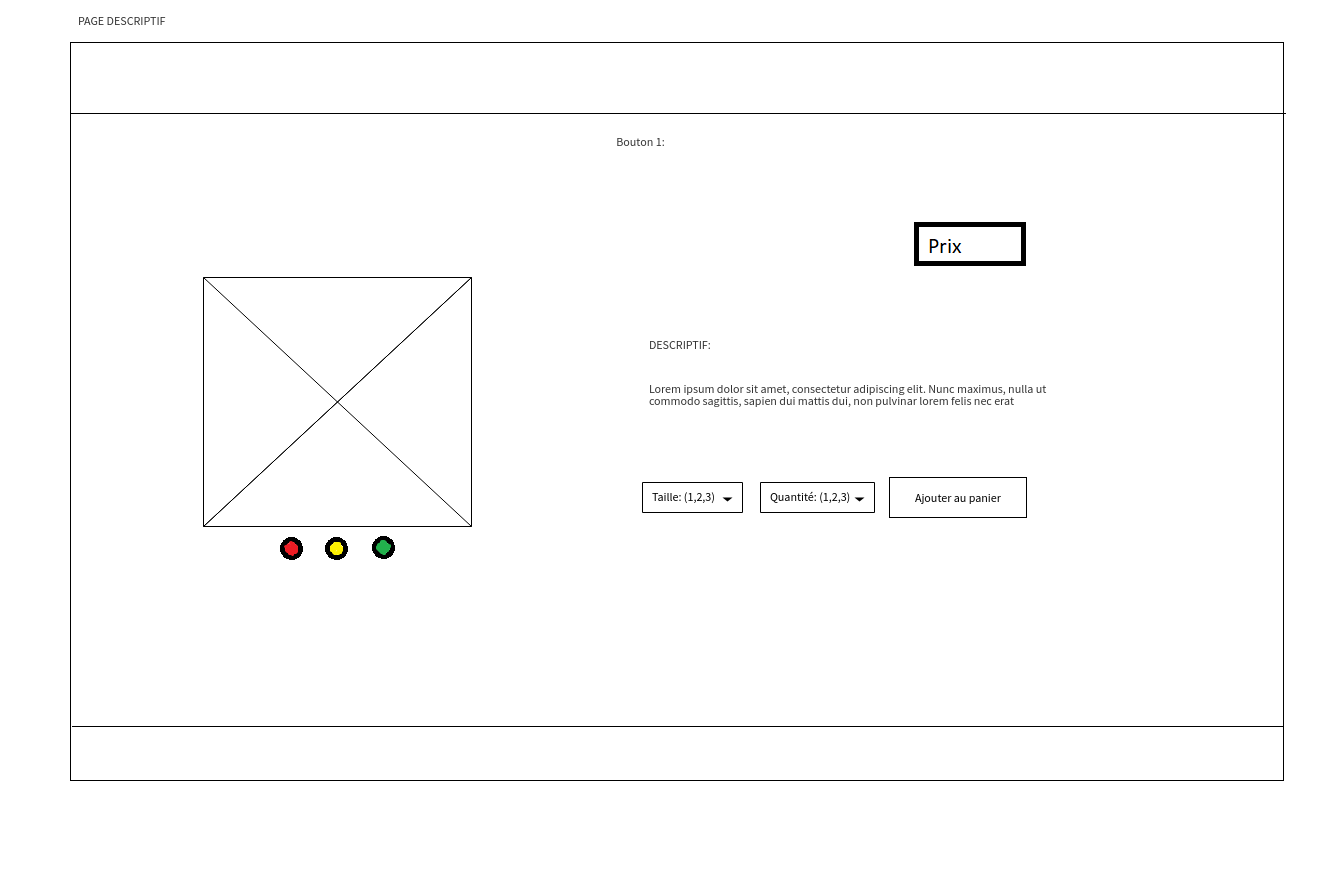 PAGE DESCRIPTIF
Bouton 1:
Prix
DESCRIPTIF:
Lorem ipsum dolor sit amet, consectetur adipiscing elit. Nunc maximus, nulla ut
commodo sagittis, sapien dui mattis dui, non pulvinar lorem felis nec erat
Taille: (1,2,3)
Quantité: (1,2,3)
Ajouter au panier